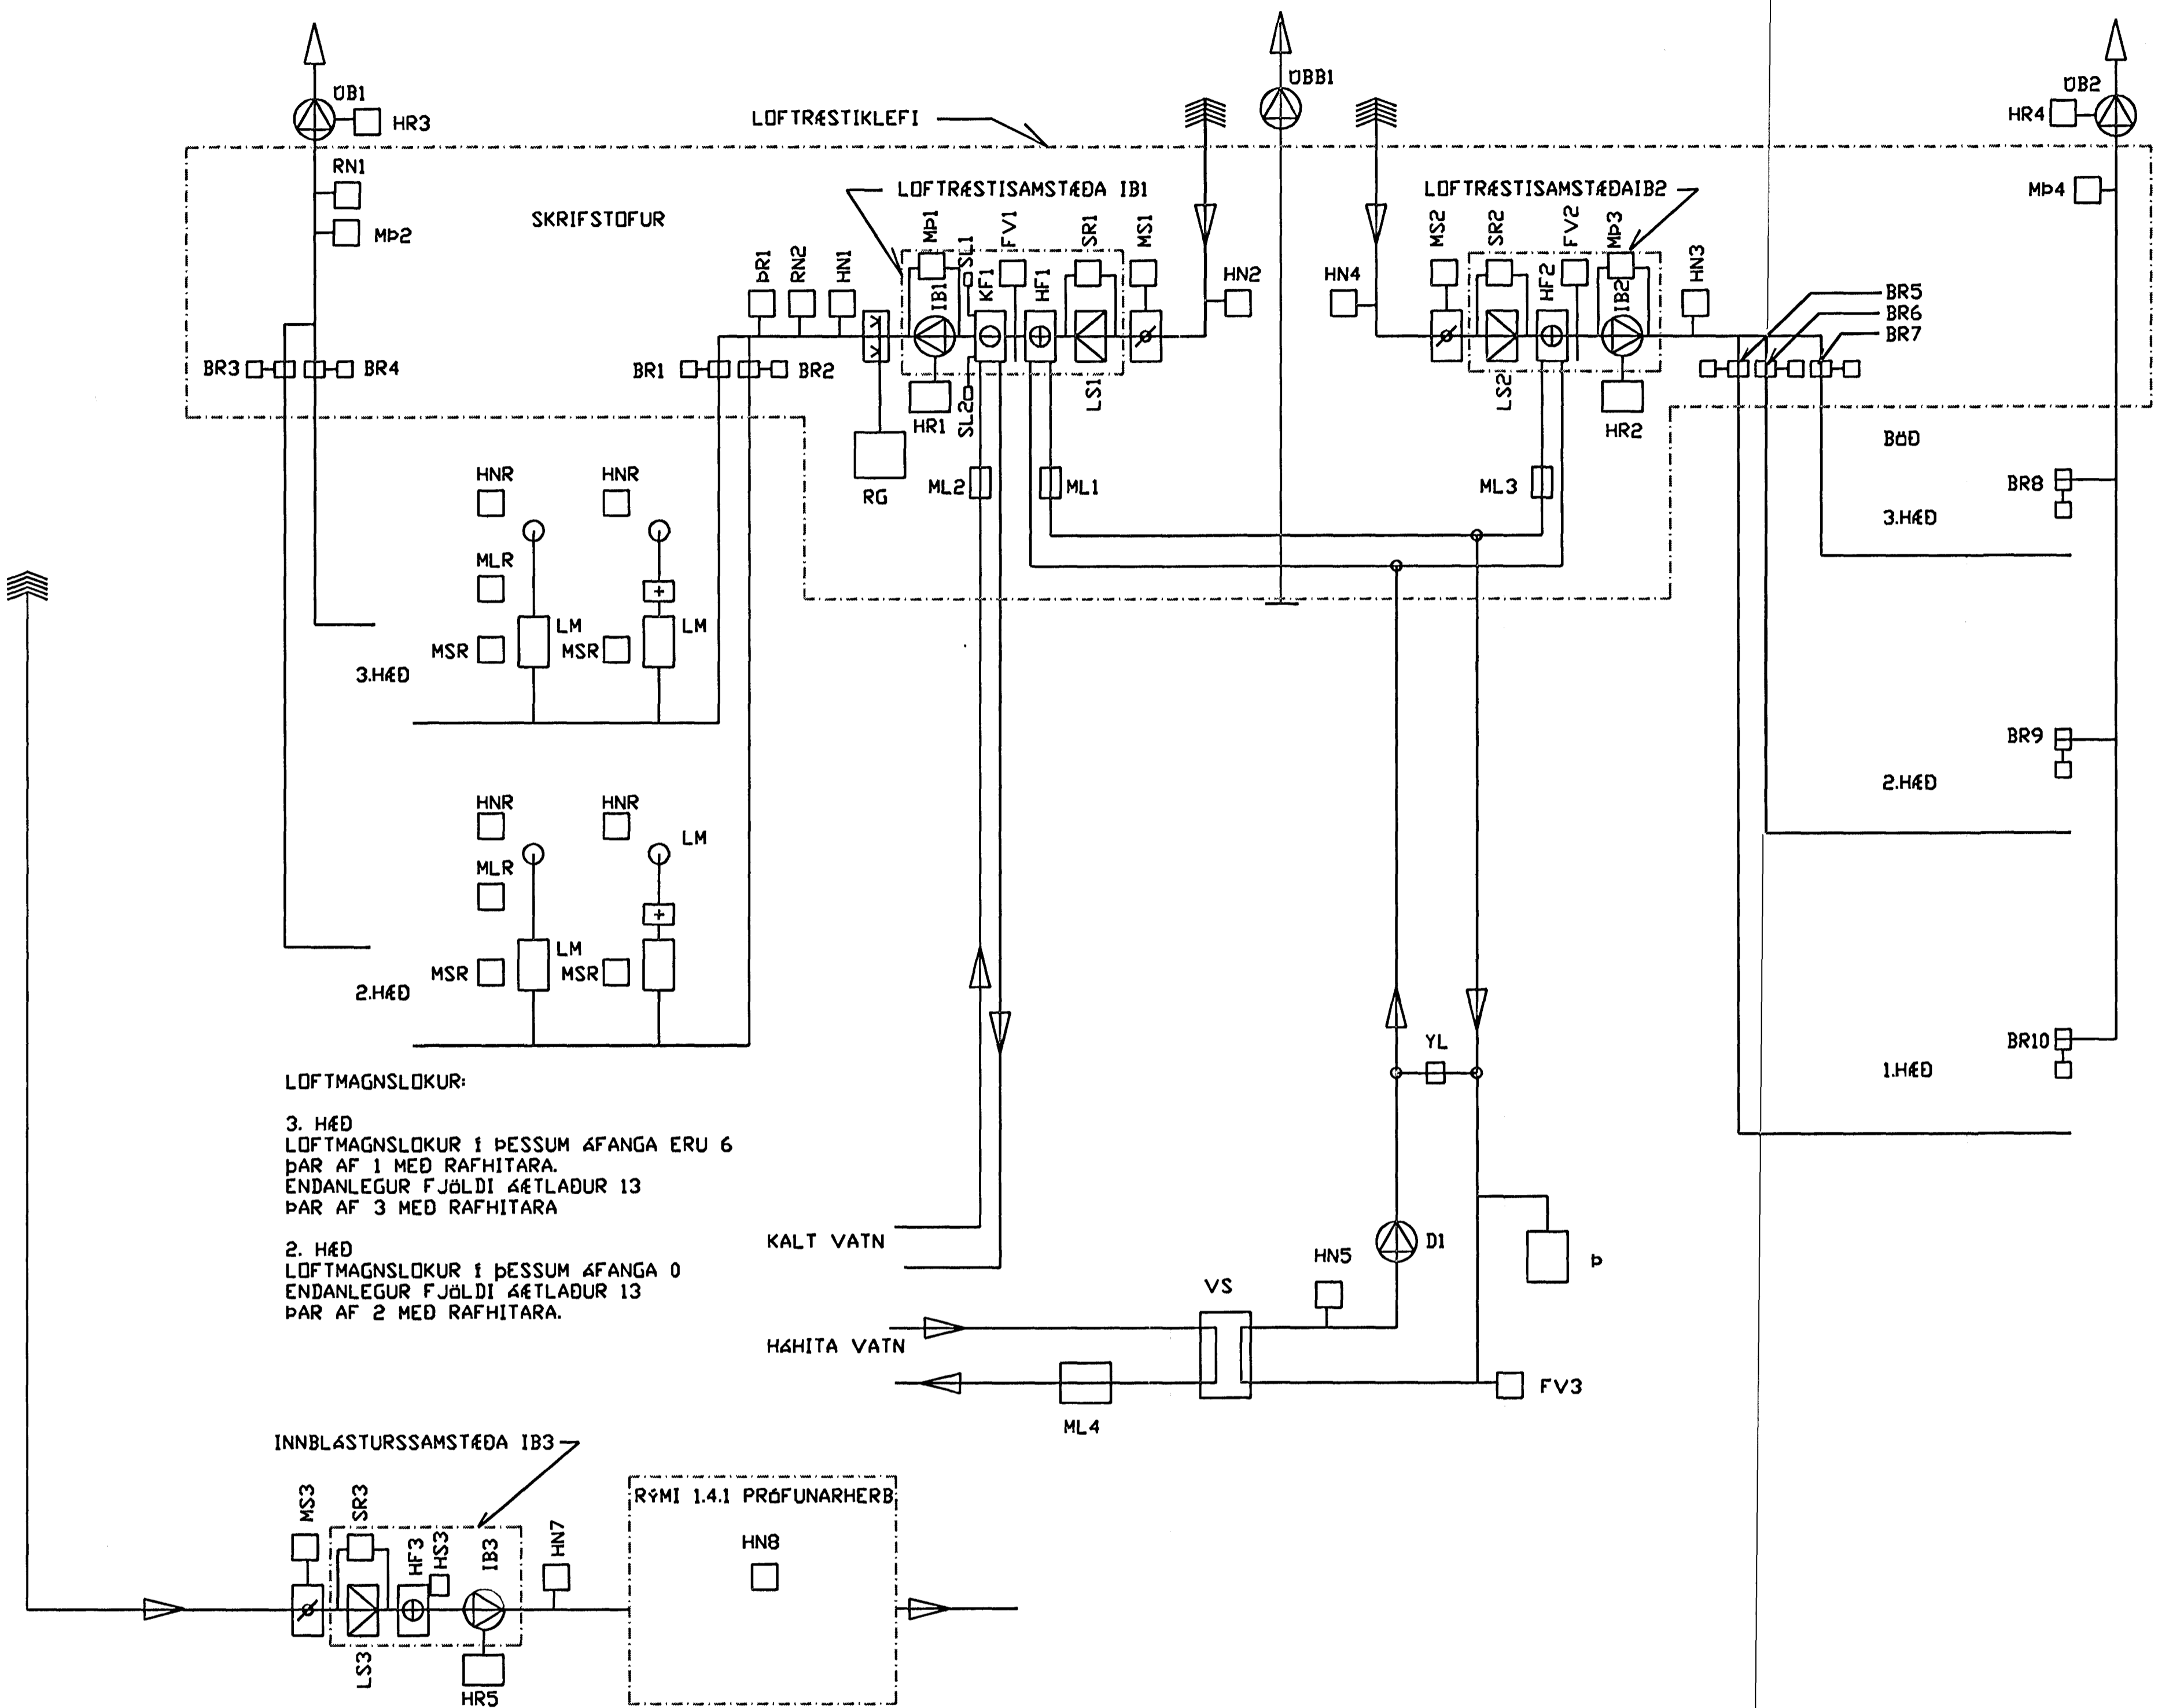 ÚBB1
ÚB1
HR3
LOFTRÆSTIKLEFI
ÚB2
HR4
RN1
MÞ2
SKRIFSTOFUR
LOFTRÆSTISAMSTÆÐA IB1
LOFTRÆSTISAMSTÆÐAIB2
MÞ4
ÞR1
RN2
HN1
MÞ1
SL1
FV1
SR1
MS1
HN2
HN4
MS2
SR2
FV2
MÞ3
HN3
IB1
KF1
HF1
HF2
IB2
BR5
BR6
BR7
BR3
BR4
BR1
BR2
HR1
SL2
LS1
LS2
HR2
BÖÐ
RG
ML2
ML1
ML3
BR8
3.HÆÐ
HNR
HNR
MLR
LM
LM
MSR
MSR
3.HÆÐ
BR9
2.HÆÐ
HNR
HNR
LM
MLR
LM
MSR
MSR
2.HÆÐ
YL
BR10
1.HÆÐ
LOFTMAGNSLOKUR:
3. HÆÐ
LOFTMAGNSLOKUR Í ÞESSUM ÁFANGA ERU 6
ÞAR AF 1 MEÐ RAFHITARA.
ENDANLEGUR FJÖLDI ÁÆTLAÐUR 13
ÞAR AF 3 MEÐ RAFHITARA
2. HÆÐ
LOFTMAGNSLOKUR Í ÞESSUM ÁFANGA 0
ENDANLEGUR FJÖLDI ÁÆTLAÐUR 13
ÞAR AF 2 MEÐ RAFHITARA.
KALT VATN
D1
HN5
Þ
VS
HÁHITA VATN
FV3
ML4
INNBLÁSTURSSAMSTÆÐA IB3
RÝMI 1.4.1 PRÓFUNARHERB
MS3
SR3
HF3
HS3
IB3
HN7
HN8
LS3
HR5